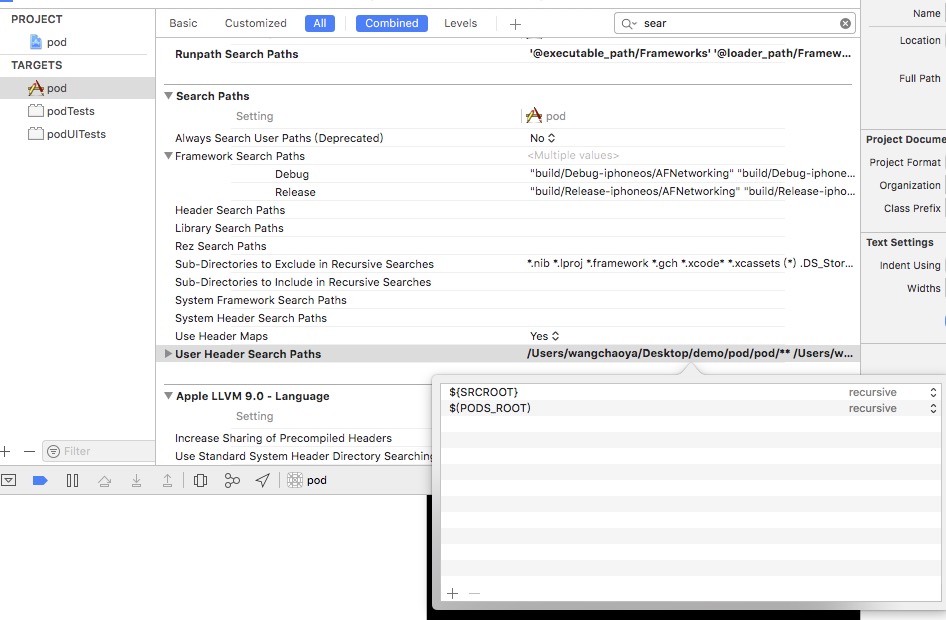 PROJECT
pod
TARGETS
pod
podTests
podUITests
Filter
Basic Customized All Combined Levels
sear
Runpath Search Paths '@executable_path/Frameworks' '@loader_path/Framew...
Search Paths
Setting pod
Always Search User Paths (Deprecated) No
Framework Search Paths <Multiple values>
Debug "build/Debug-iphoneos/AFNetworking" "build/Debug-iphone...
Release "build/Release-iphoneos/AFNetworking" "build/Release-ipho...
Header Search Paths
Library Search Paths
Rez Search Paths
Sub-Directories to Exclude in Recursive Searches *.nib *.lproj *.framework *.gch *.xcode* *.xcassets (*) .DS_Stor...
Sub-Directories to Include in Recursive Searches
System Framework Search Paths
System Header Search Paths
Use Header Maps Yes
User Header Search Paths /Users/wangchaoya/Desktop/demo/pod/pod/** /Users/w...
Apple LLVM 9.0 - Language
Setting
Increase Sharing of Precompiled Headers
Use Standard System Header Directory Searching
pod
${SRCROOT} recursive
$(PODS_ROOT) recursive
Name
Location
Full Path
Project Docume
Project Format
Organization
Class Prefix
Text Settings
Indent Using
Widths